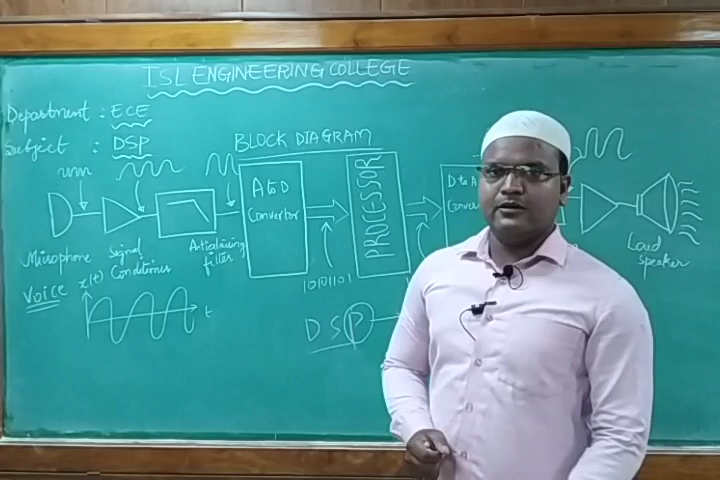 ISL ENGINEERING COLLEGE
Department : ECE
Subject : DSP
BLOCK DIAGRAM
Microphone
Signal
Conditioner
Antialiasing
filter
A to D
Convertor
PROCESSOR
D to A
Conver
Loud
speaker
Voice
x(t)
t
10101101
DSP